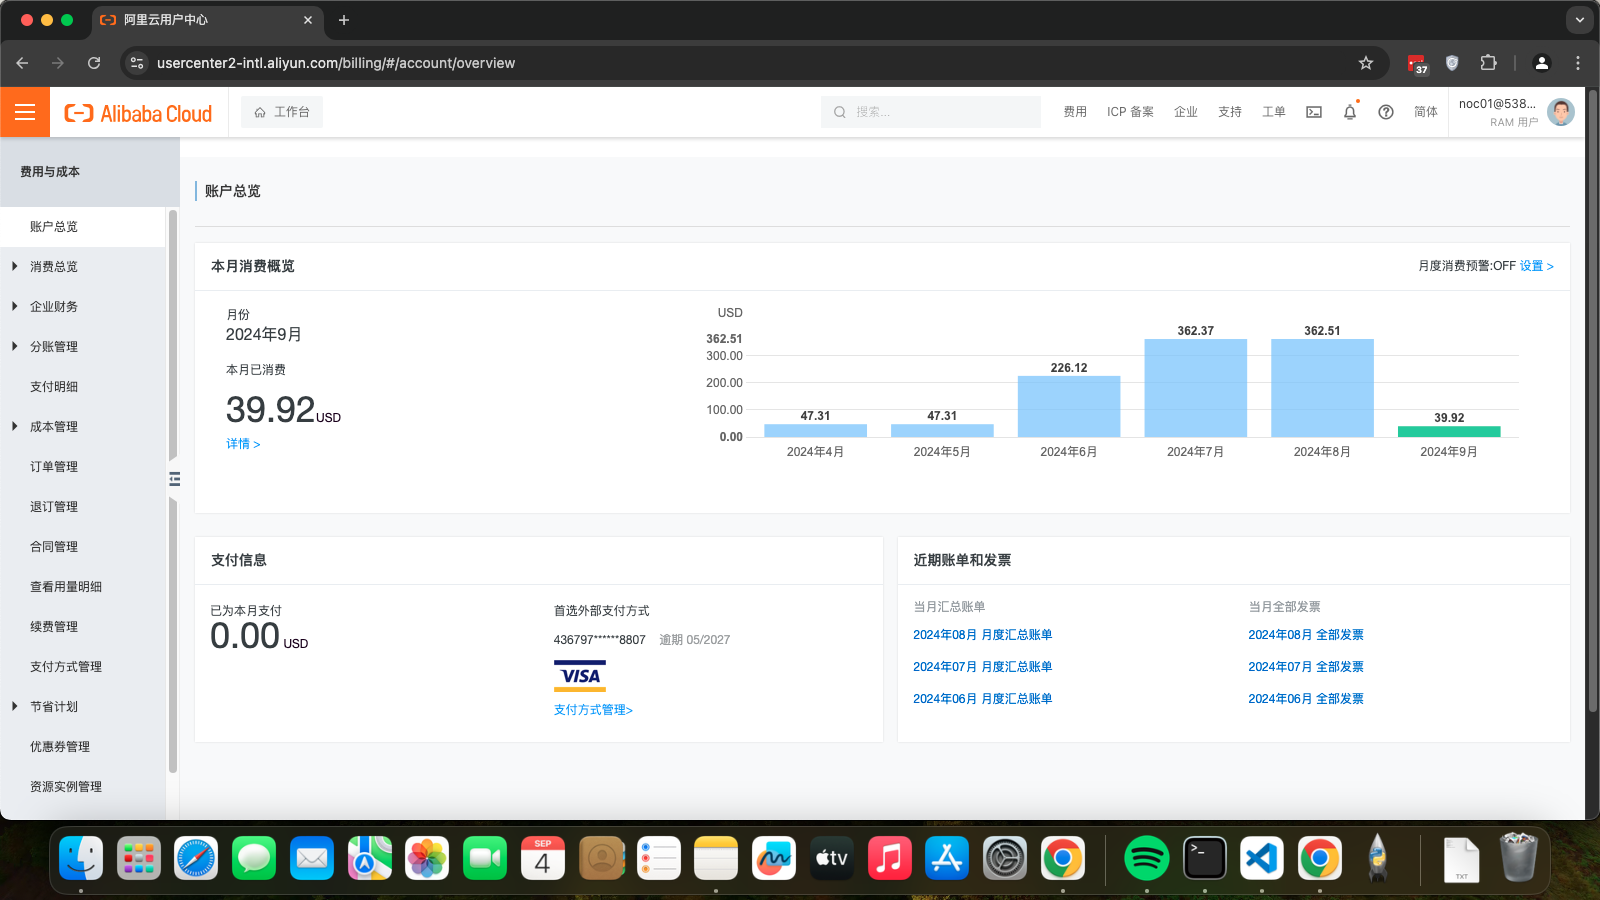 阿里云用户中心
usercenter2-intl.aliyun.com/billing/#/account/overview
37
Alibaba Cloud
工作台
搜索...
费用
ICP 备案
企业
支持
工单
简体
noc01@538...
RAM 用户
费用与成本
账户总览
消费总览
企业财务
分账管理
支付明细
成本管理
订单管理
退订管理
合同管理
查看用量明细
续费管理
支付方式管理
节省计划
优惠券管理
资源实例管理
账户总览
本月消费概览
月度消费预警:OFF 设置 >
月份
2024年9月
本月已消费
39.92 USD
详情 >
USD
362.51
300.00
200.00
100.00
0.00
47.31
47.31
226.12
362.37
362.51
39.92
2024年4月
2024年5月
2024年6月
2024年7月
2024年8月
2024年9月
支付信息
已为本月支付
0.00 USD
首选外部支付方式
436797******8807 逾期 05/2027
VISA
支付方式管理>
近期账单和发票
当月汇总账单
当月全部发票
2024年08月 月度汇总账单
2024年08月 全部发票
2024年07月 月度汇总账单
2024年07月 全部发票
2024年06月 月度汇总账单
2024年06月 全部发票
SEP
4
tv
>_
TXT